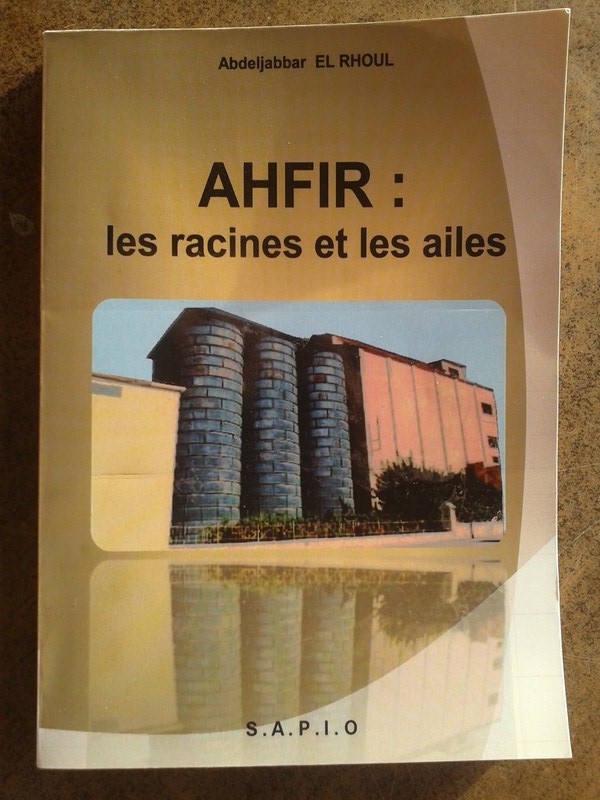 Abdeljabbar EL RHOUL
AHFIR :
les racines et les ailes
S.A.P.I.O